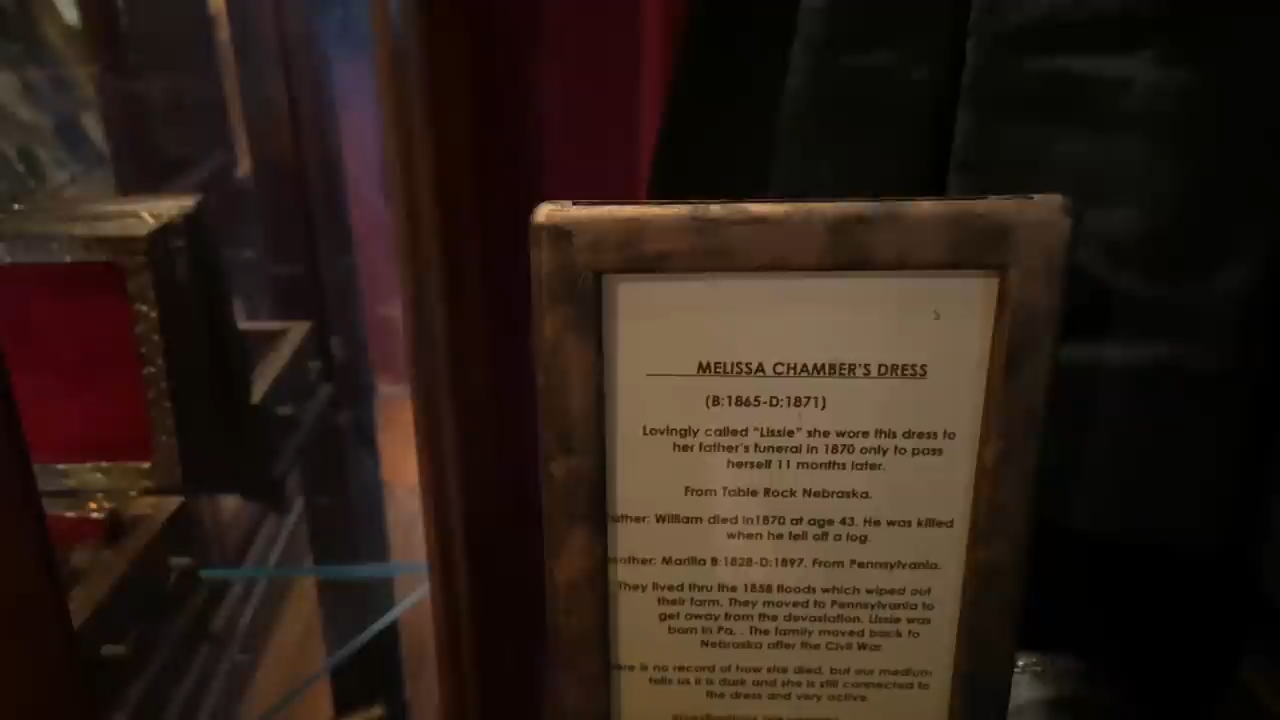 MELISSA CHAMBER'S DRESS
(B:1865-D:1871)
Lovingly called "Lissie" she wore this dress to
her father's funeral in 1870 only to pass
herself 11 months later.
From Table Rock Nebraska.
ather: William died in1870 at age 43. He was killed
when he fell off a log.
other: Marilla B:1828-D:1897. From Pennsylvania.
They lived thru the 1858 floods which wiped out
their farm. They moved to Pennsylvania to
get away from the devastation. Lissie was
born in Pa. . The family moved back to
Nebraska after the Civil War.
ere is no record of how she died, but our medium
tells us it is dark and she is still connected to
the dress and very active.